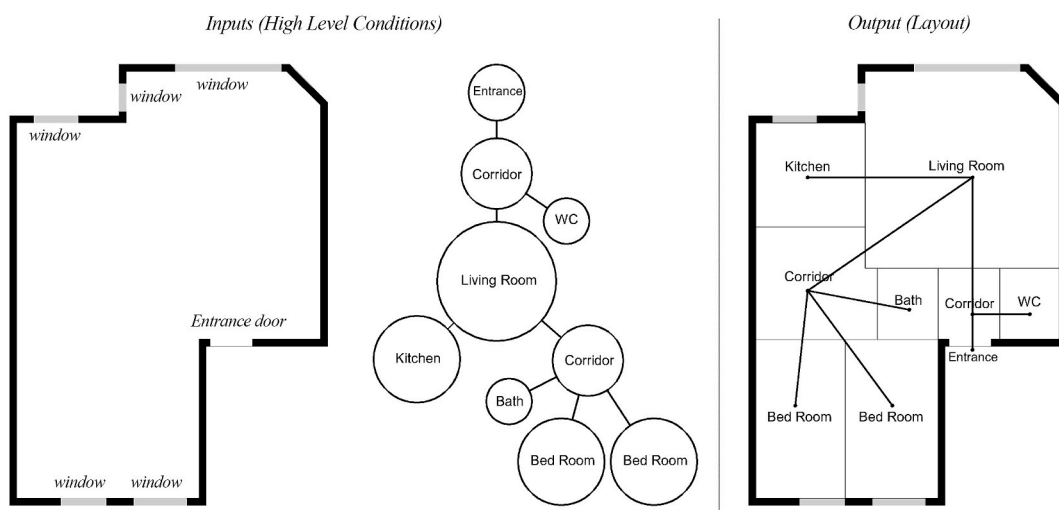 Inputs (High Level Conditions)
Output (Layout)
window
window
window
Entrance door
window
window
Entrance
Corridor
WC
Living Room
Kitchen
Corridor
Bath
Bed Room
Bed Room
Kitchen
Living Room
Corridor
Bath
Corridor
WC
Entrance
Bed Room
Bed Room